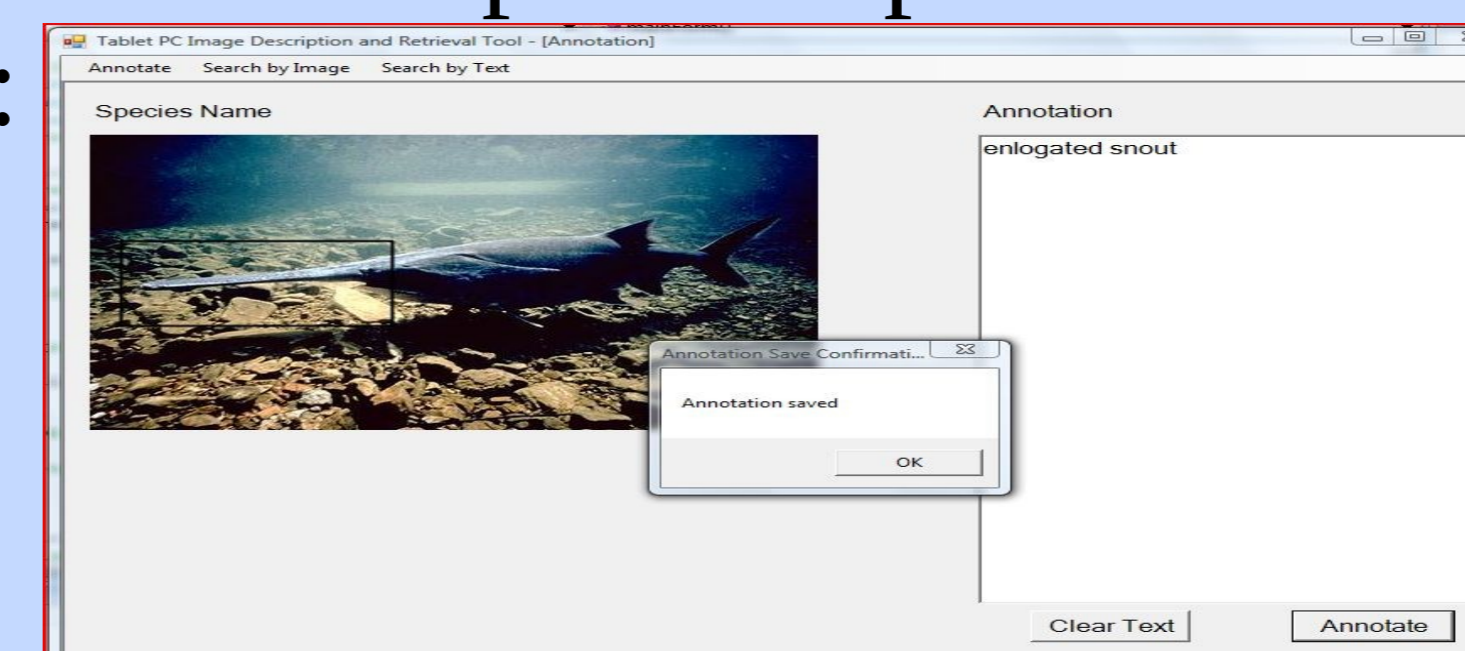 Tablet PC Image Description and Retrieval Tool - [Annotation]
Annotate Search by Image Search by Text
Species Name
Annotation
enlogated snout
Annotation Save Confirmati...
Annotation saved
OK
Clear Text
Annotate